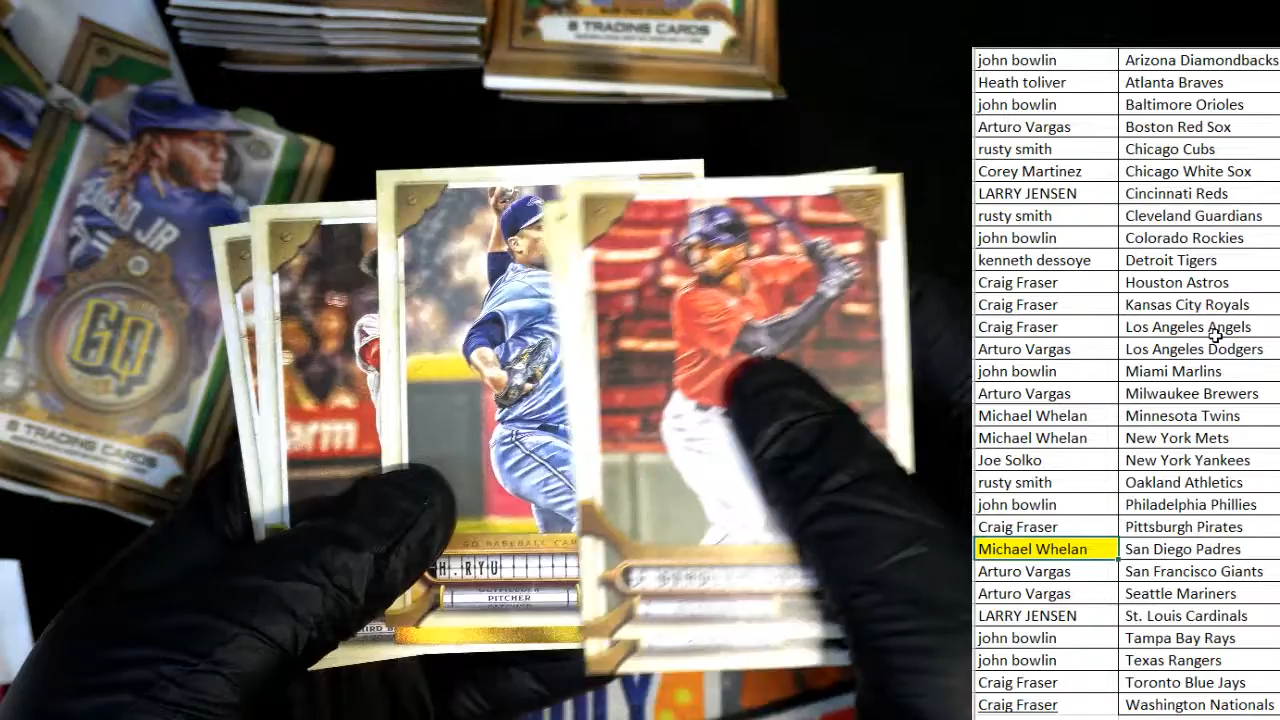 8 TRADING CARDS
RERO JR
GQ
8 TRADING CARDS
arm
GQ BASEBALL CAR
H. RYU
PITCHER
IRD B
john bowlin Arizona Diamondbacks
Heath toliver Atlanta Braves
john bowlin Baltimore Orioles
Arturo Vargas Boston Red Sox
rusty smith Chicago Cubs
Corey Martinez Chicago White Sox
LARRY JENSEN Cincinnati Reds
rusty smith Cleveland Guardians
john bowlin Colorado Rockies
kenneth dessoye Detroit Tigers
Craig Fraser Houston Astros
Craig Fraser Kansas City Royals
Craig Fraser Los Angeles Angels
Arturo Vargas Los Angeles Dodgers
john bowlin Miami Marlins
Arturo Vargas Milwaukee Brewers
Michael Whelan Minnesota Twins
Michael Whelan New York Mets
Joe Solko New York Yankees
rusty smith Oakland Athletics
john bowlin Philadelphia Phillies
Craig Fraser Pittsburgh Pirates
Michael Whelan San Diego Padres
Arturo Vargas San Francisco Giants
Arturo Vargas Seattle Mariners
LARRY JENSEN St. Louis Cardinals
john bowlin Tampa Bay Rays
john bowlin Texas Rangers
Craig Fraser Toronto Blue Jays
Craig Fraser Washington Nationals